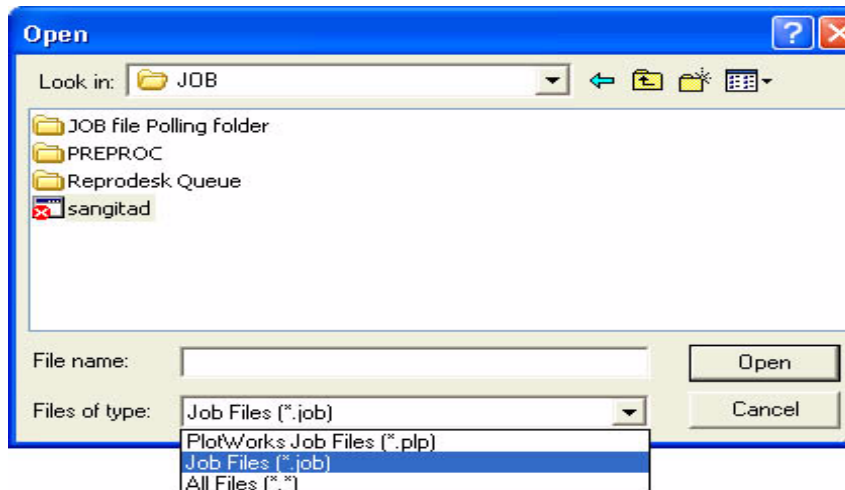 Open
Look in: JOB
JOB file Polling folder
PREPROC
Reprodesk Queue
sangitad
File name: Open
Files of type: Job Files (*.job) Cancel
PlotWorks Job Files (*.plp)
Job Files (*.job)
All Files (*.*)